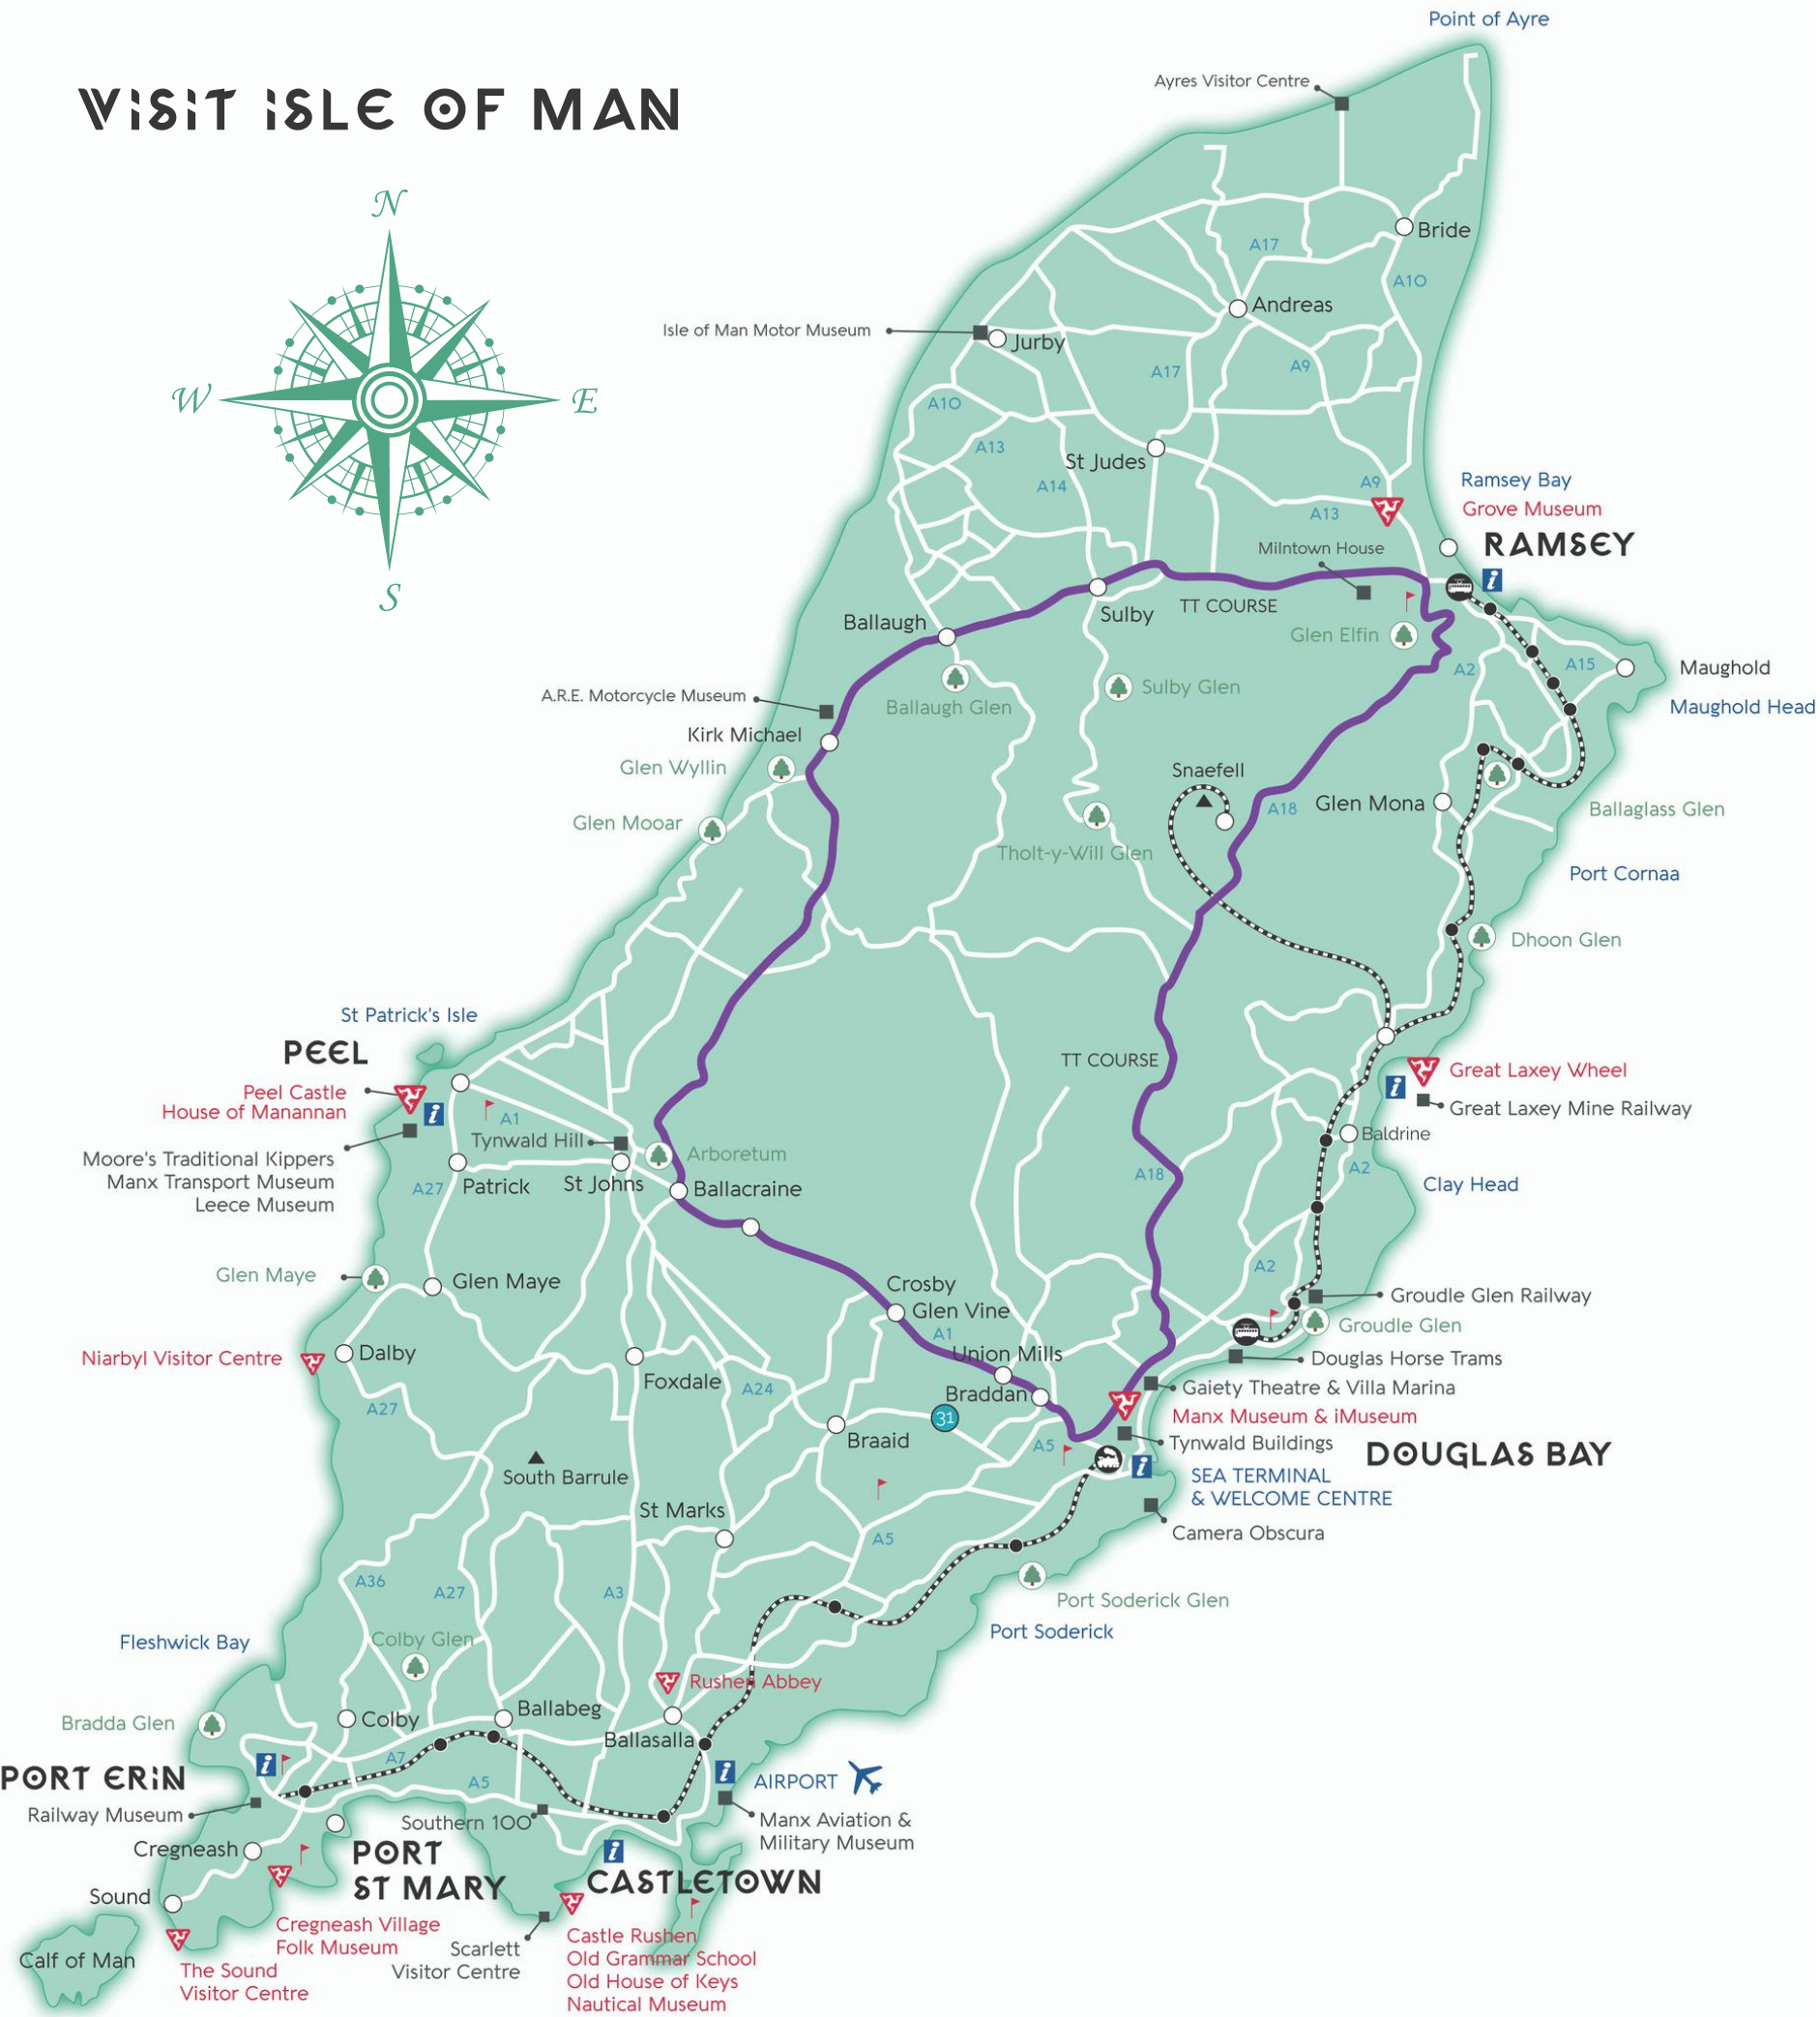 Point of Ayre
Ayres Visitor Centre
VISIT ISLE OF MAN
N
W
E
S
Bride
A17
A10
Andreas
Isle of Man Motor Museum
Jurby
A17
A9
A10
A13
St Judes
A14
A9
A13
Ramsey Bay
Grove Museum
RAMSEY
Milntown House
i
TT COURSE
Sulby
Ballaugh
Glen Elfin
A2
A15
Maughold
Maughold Head
Sulby Glen
Ballaugh Glen
A.R.E. Motorcycle Museum
Kirk Michael
Glen Wyllin
Snaefell
A18
Glen Mona
Ballaglass Glen
Glen Mooar
Tholt-y-Will Glen
Port Cornaa
Dhoon Glen
St Patrick's Isle
PEEL
Peel Castle
House of Manannan
i
A1
Tynwald Hill
Arboretum
Moore's Traditional Kippers
Manx Transport Museum
Leece Museum
A27
Patrick
St Johns
Ballacraine
TT COURSE
Great Laxey Wheel
i
Great Laxey Mine Railway
Baldrine
A2
A18
Clay Head
Glen Maye
Glen Maye
A2
Groudle Glen Railway
Groudle Glen
Crosby
Glen Vine
A1
Niarbyl Visitor Centre
Dalby
Foxdale
A24
Union Mills
Braddan
Douglas Horse Trams
Gaiety Theatre & Villa Marina
Manx Museum & iMuseum
Tynwald Buildings
DOUGLAS BAY
A27
31
Braaid
A5
i
SEA TERMINAL
& WELCOME CENTRE
Camera Obscura
South Barrule
St Marks
A5
A36
A27
A3
Port Soderick Glen
Port Soderick
Fleshwick Bay
Colby Glen
Rushen Abbey
Bradda Glen
Colby
Ballabeg
Ballasalla
i
A7
A5
i
AIRPORT
PORT ERIN
Railway Museum
Southern 100
Manx Aviation &
Military Museum
Cregneash
PORT
ST MARY
i
CASTLETOWN
Sound
Cregneash Village
Folk Museum
Calf of Man
The Sound
Visitor Centre
Scarlett
Visitor Centre
Castle Rushen
Old Grammar School
Old House of Keys
Nautical Museum